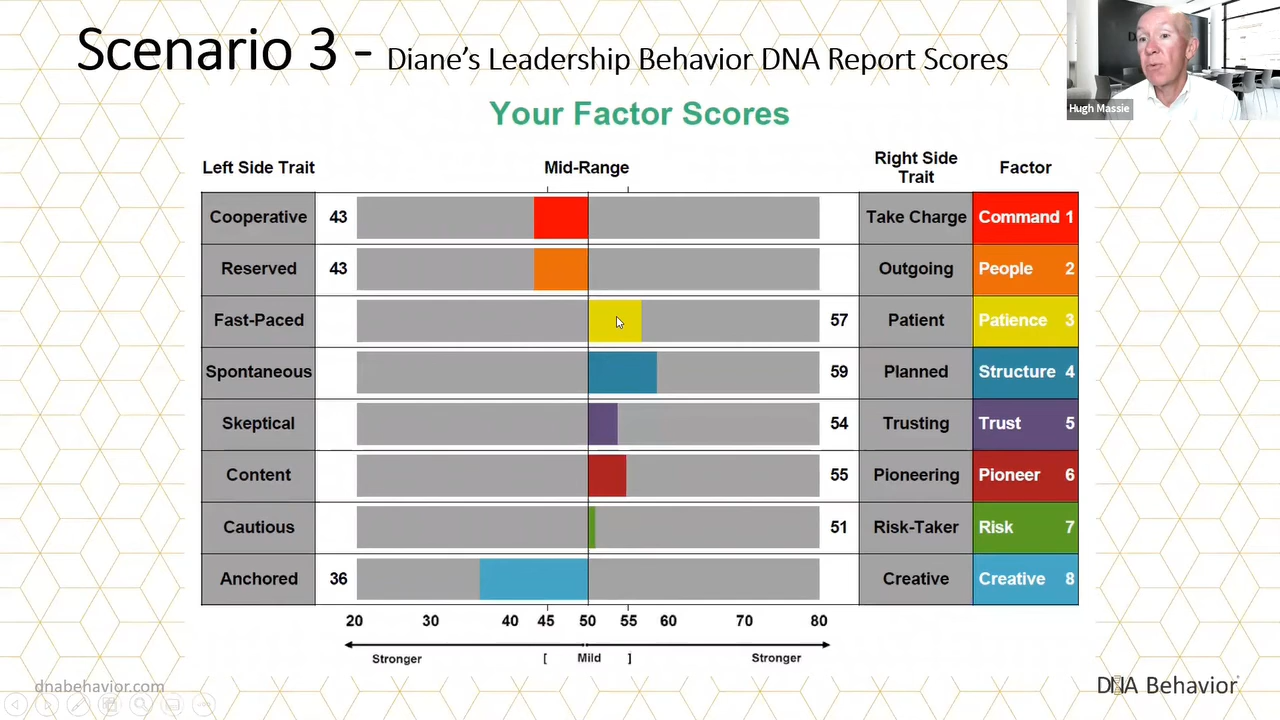 Scenario 3 - Diane's Leadership Behavior DNA Report Scores
Hugh Massie
Your Factor Scores
Left Side Trait Mid-Range Right Side Trait Factor
Cooperative 43 Take Charge Command 1
Reserved 43 Outgoing People 2
Fast-Paced 57 Patient Patience 3
Spontaneous 59 Planned Structure 4
Skeptical 54 Trusting Trust 5
Content 55 Pioneering Pioneer 6
Cautious 51 Risk-Taker Risk 7
Anchored 36 Creative Creative 8
20 30 40 45 50 55 60 70 80
Stronger [ Mild ] Stronger
dnabehavior.com
DNA Behavior